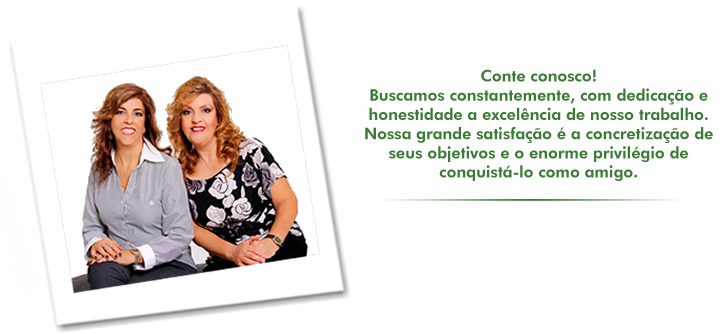 Conte conosco!
Buscamos constantemente, com dedicação e
honestidade a excelência de nosso trabalho.
Nossa grande satisfação é a concretização de
seus objetivos e o enorme privilégio de
conquistá-lo como amigo.